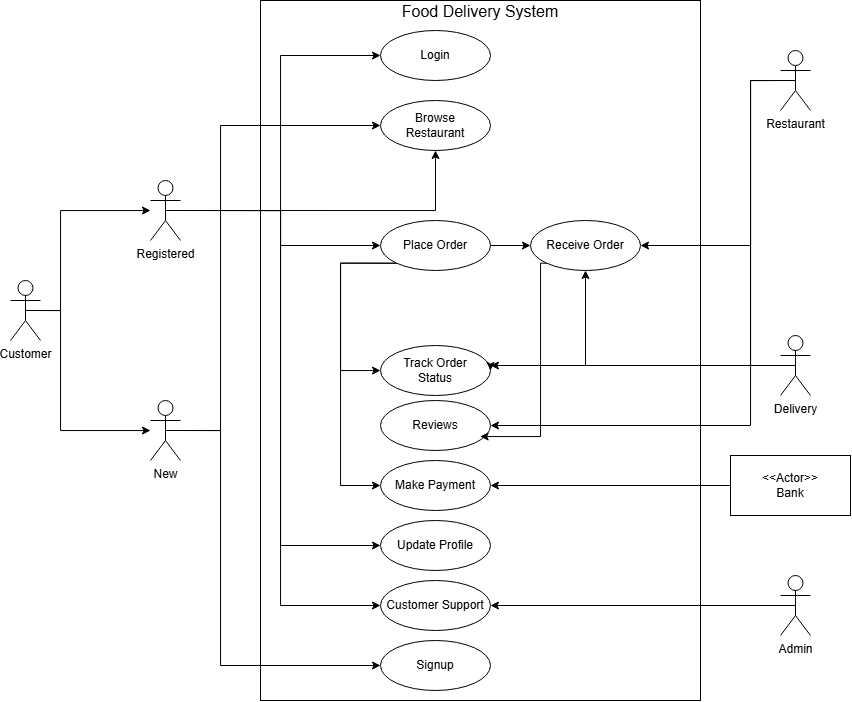 Food Delivery System
Login
Browse
Restaurant
Restaurant
Registered
Place Order
Receive Order
Customer
Track Order
Status
Delivery
Reviews
New
Make Payment
<<Actor>>
Bank
Update Profile
Customer Support
Admin
Signup